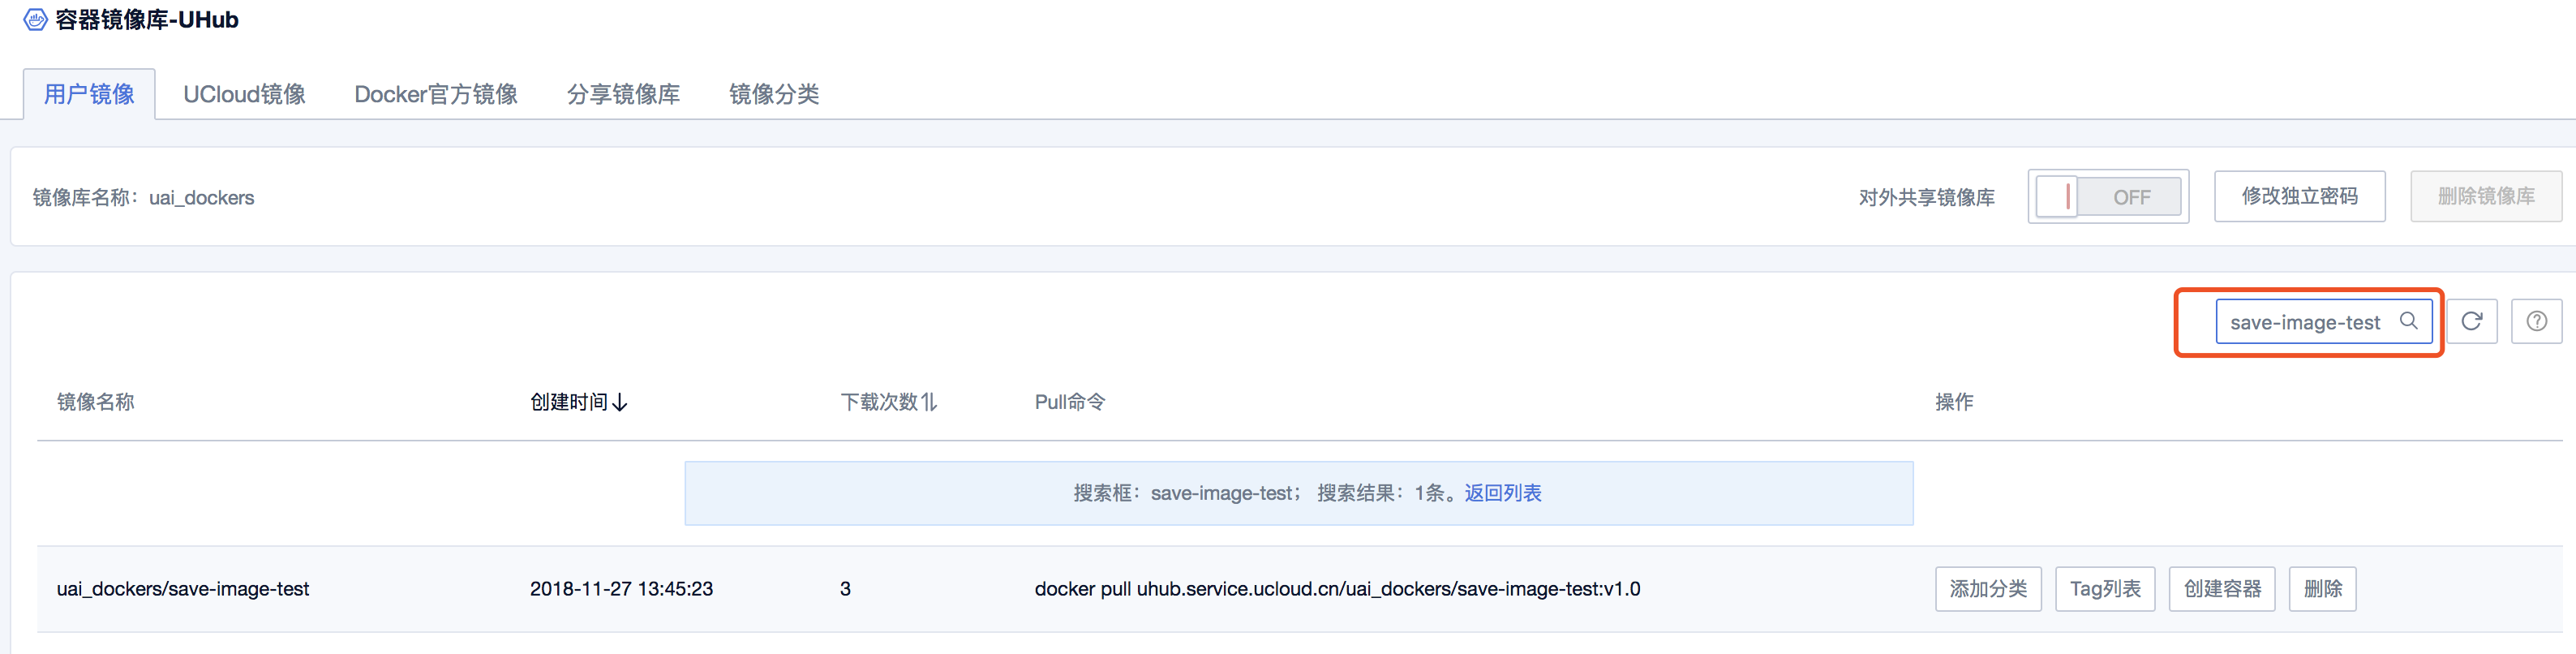 容器镜像库-UHub
用户镜像 UCloud镜像 Docker官方镜像 分享镜像库 镜像分类
镜像库名称：uai_dockers 对外共享镜像库 OFF 修改独立密码 删除镜像库
save-image-test
镜像名称 创建时间↓ 下载次数⇅ Pull命令 操作
搜索框：save-image-test； 搜索结果：1条。返回列表
uai_dockers/save-image-test 2018-11-27 13:45:23 3 docker pull uhub.service.ucloud.cn/uai_dockers/save-image-test:v1.0 添加分类 Tag列表 创建容器 删除